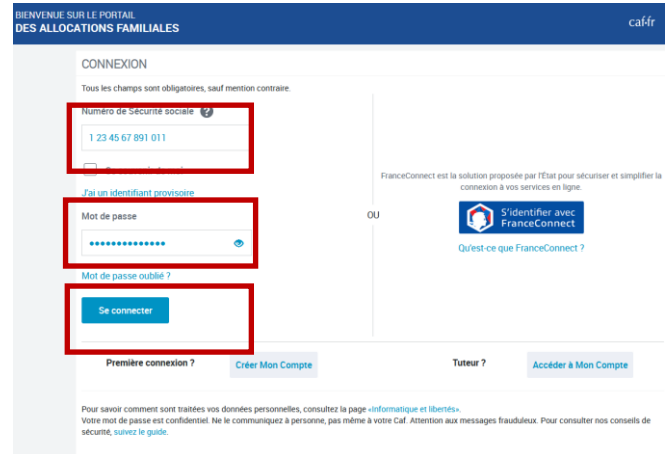 BIENVENUE SUR LE PORTAIL
DES ALLOCATIONS FAMILIALES
caf.fr
CONNEXION
Tous les champs sont obligatoires, sauf mention contraire.
Numéro de Sécurité sociale ?
1 23 45 67 891 011
J'ai un identifiant provisoire
Mot de passe
••••••••••••••
Mot de passe oublié ?
Se connecter
OU
FranceConnect est la solution proposée par l'État pour sécuriser et simplifier la
connexion à vos services en ligne.
S'identifier avec
FranceConnect
Qu'est-ce que FranceConnect ?
Première connexion ?
Créer Mon Compte
Tuteur ?
Accéder à Mon Compte
Pour savoir comment sont traitées vos données personnelles, consultez la page «Informatique et libertés».
Votre mot de passe est confidentiel. Ne le communiquez à personne, pas même à votre Caf. Attention aux messages frauduleux. Pour consulter nos conseils de
sécurité, suivez le guide.